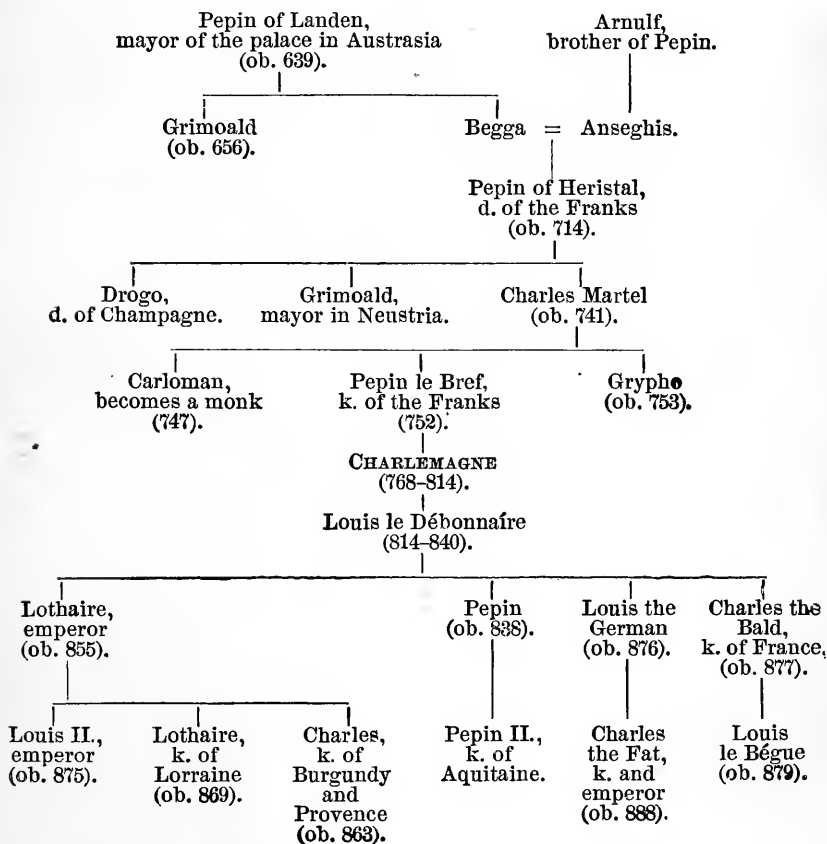 Pepin of Landen,
mayor of the palace in Austrasia
(ob. 639).
Arnulf,
brother of Pepin.
Grimoald
(ob. 656).
Begga = Anseghis.
Pepin of Heristal,
d. of the Franks
(ob. 714).
Drogo,
d. of Champagne.
Grimoald,
mayor in Neustria.
Charles Martel
(ob. 741).
Carloman,
becomes a monk
(747).
Pepin le Bref,
k. of the Franks
(752).
Grypho
(ob. 753).
CHARLEMAGNE
(768–814).
Louis le Débonnaire
(814–840).
Lothaire,
emperor
(ob. 855).
Pepin
(ob. 838).
Louis the
German
(ob. 876).
Charles the
Bald,
k. of France,
(ob. 877).
Louis II.,
emperor
(ob. 875).
Lothaire,
k. of
Lorraine
(ob. 869).
Charles,
k. of
Burgundy
and
Provence
(ob. 863).
Pepin II.,
k. of
Aquitaine.
Charles
the Fat,
k. and
emperor
(ob. 888).
Louis
le Bégue
(ob. 879).